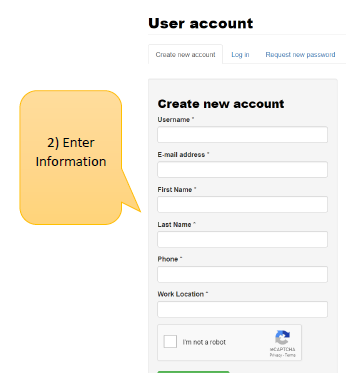 User account
Create new account Log in Request new password
2) Enter
Information
Create new account
Username *
E-mail address *
First Name *
Last Name *
Phone *
Work Location *
I'm not a robot
reCAPTCHA
Privacy - Terms